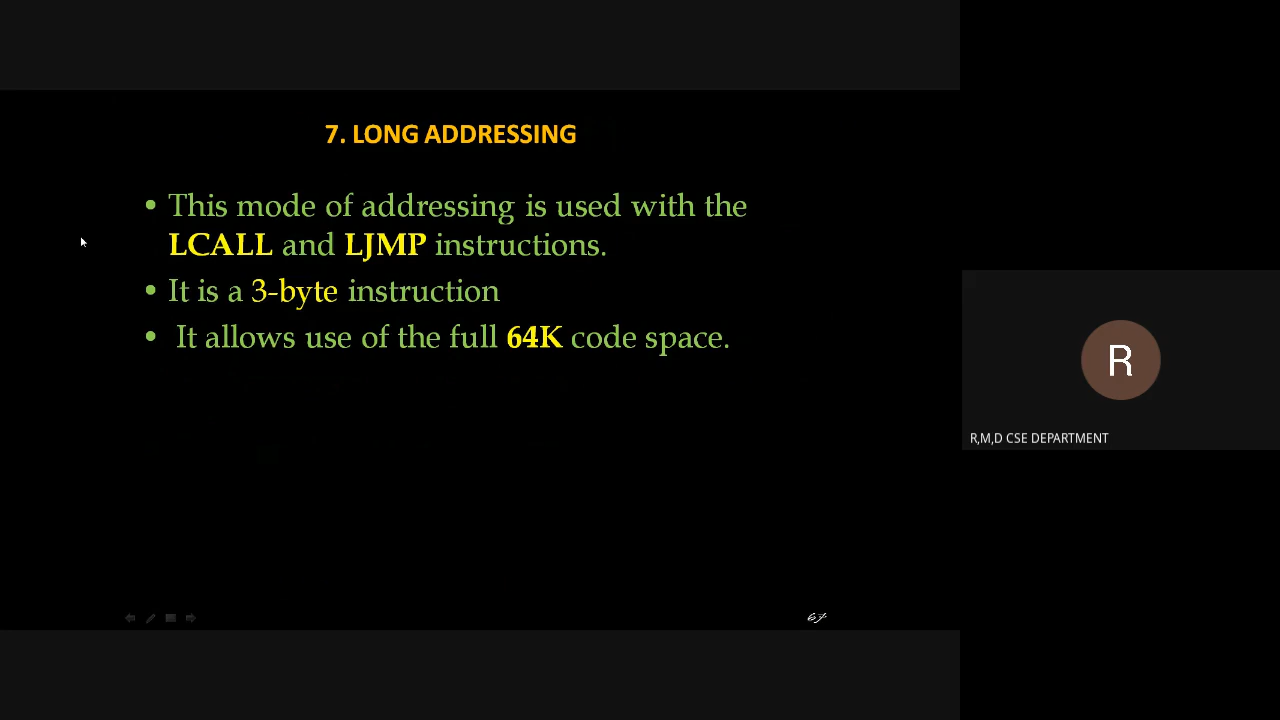 7. LONG ADDRESSING
• This mode of addressing is used with the
LCALL and LJMP instructions.
• It is a 3-byte instruction
• It allows use of the full 64K code space.
R
R,M,D CSE DEPARTMENT
67